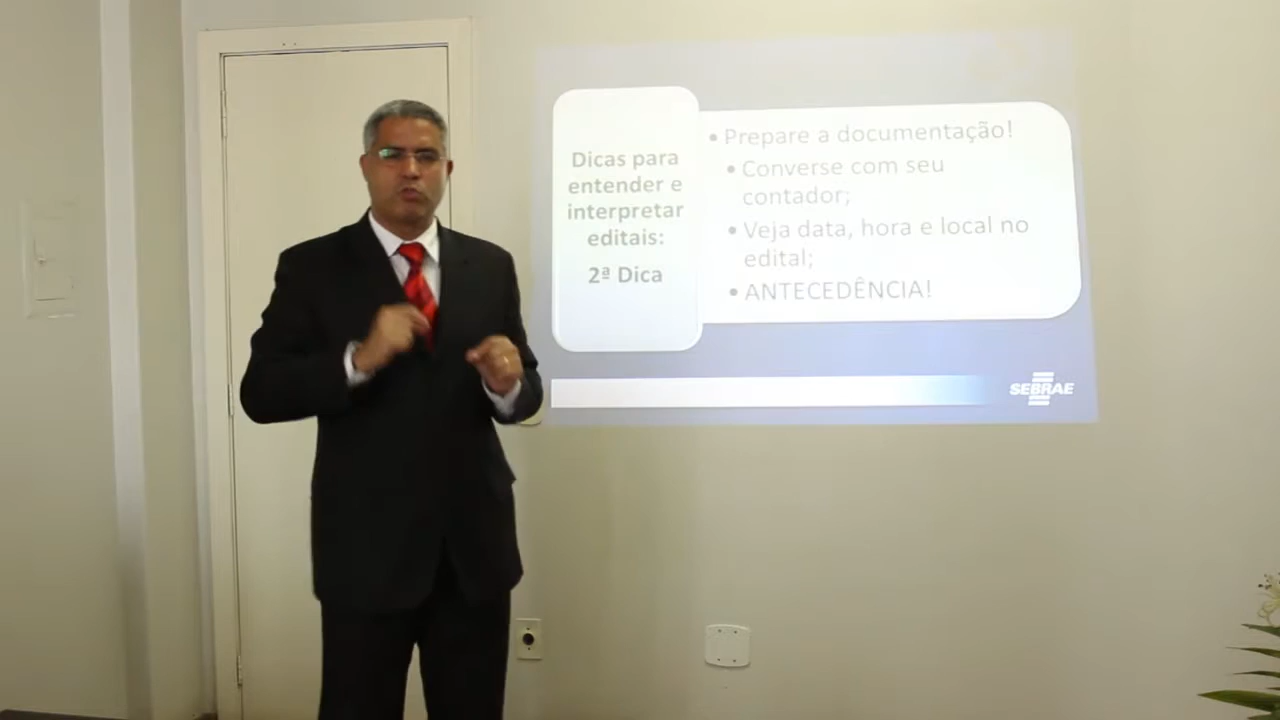 Dicas para
entender e
interpretar
editais:
2ª Dica
• Prepare a documentação!
• Converse com seu
contador;
• Veja data, hora e local no
edital;
• ANTECEDÊNCIA!
SEBRAE